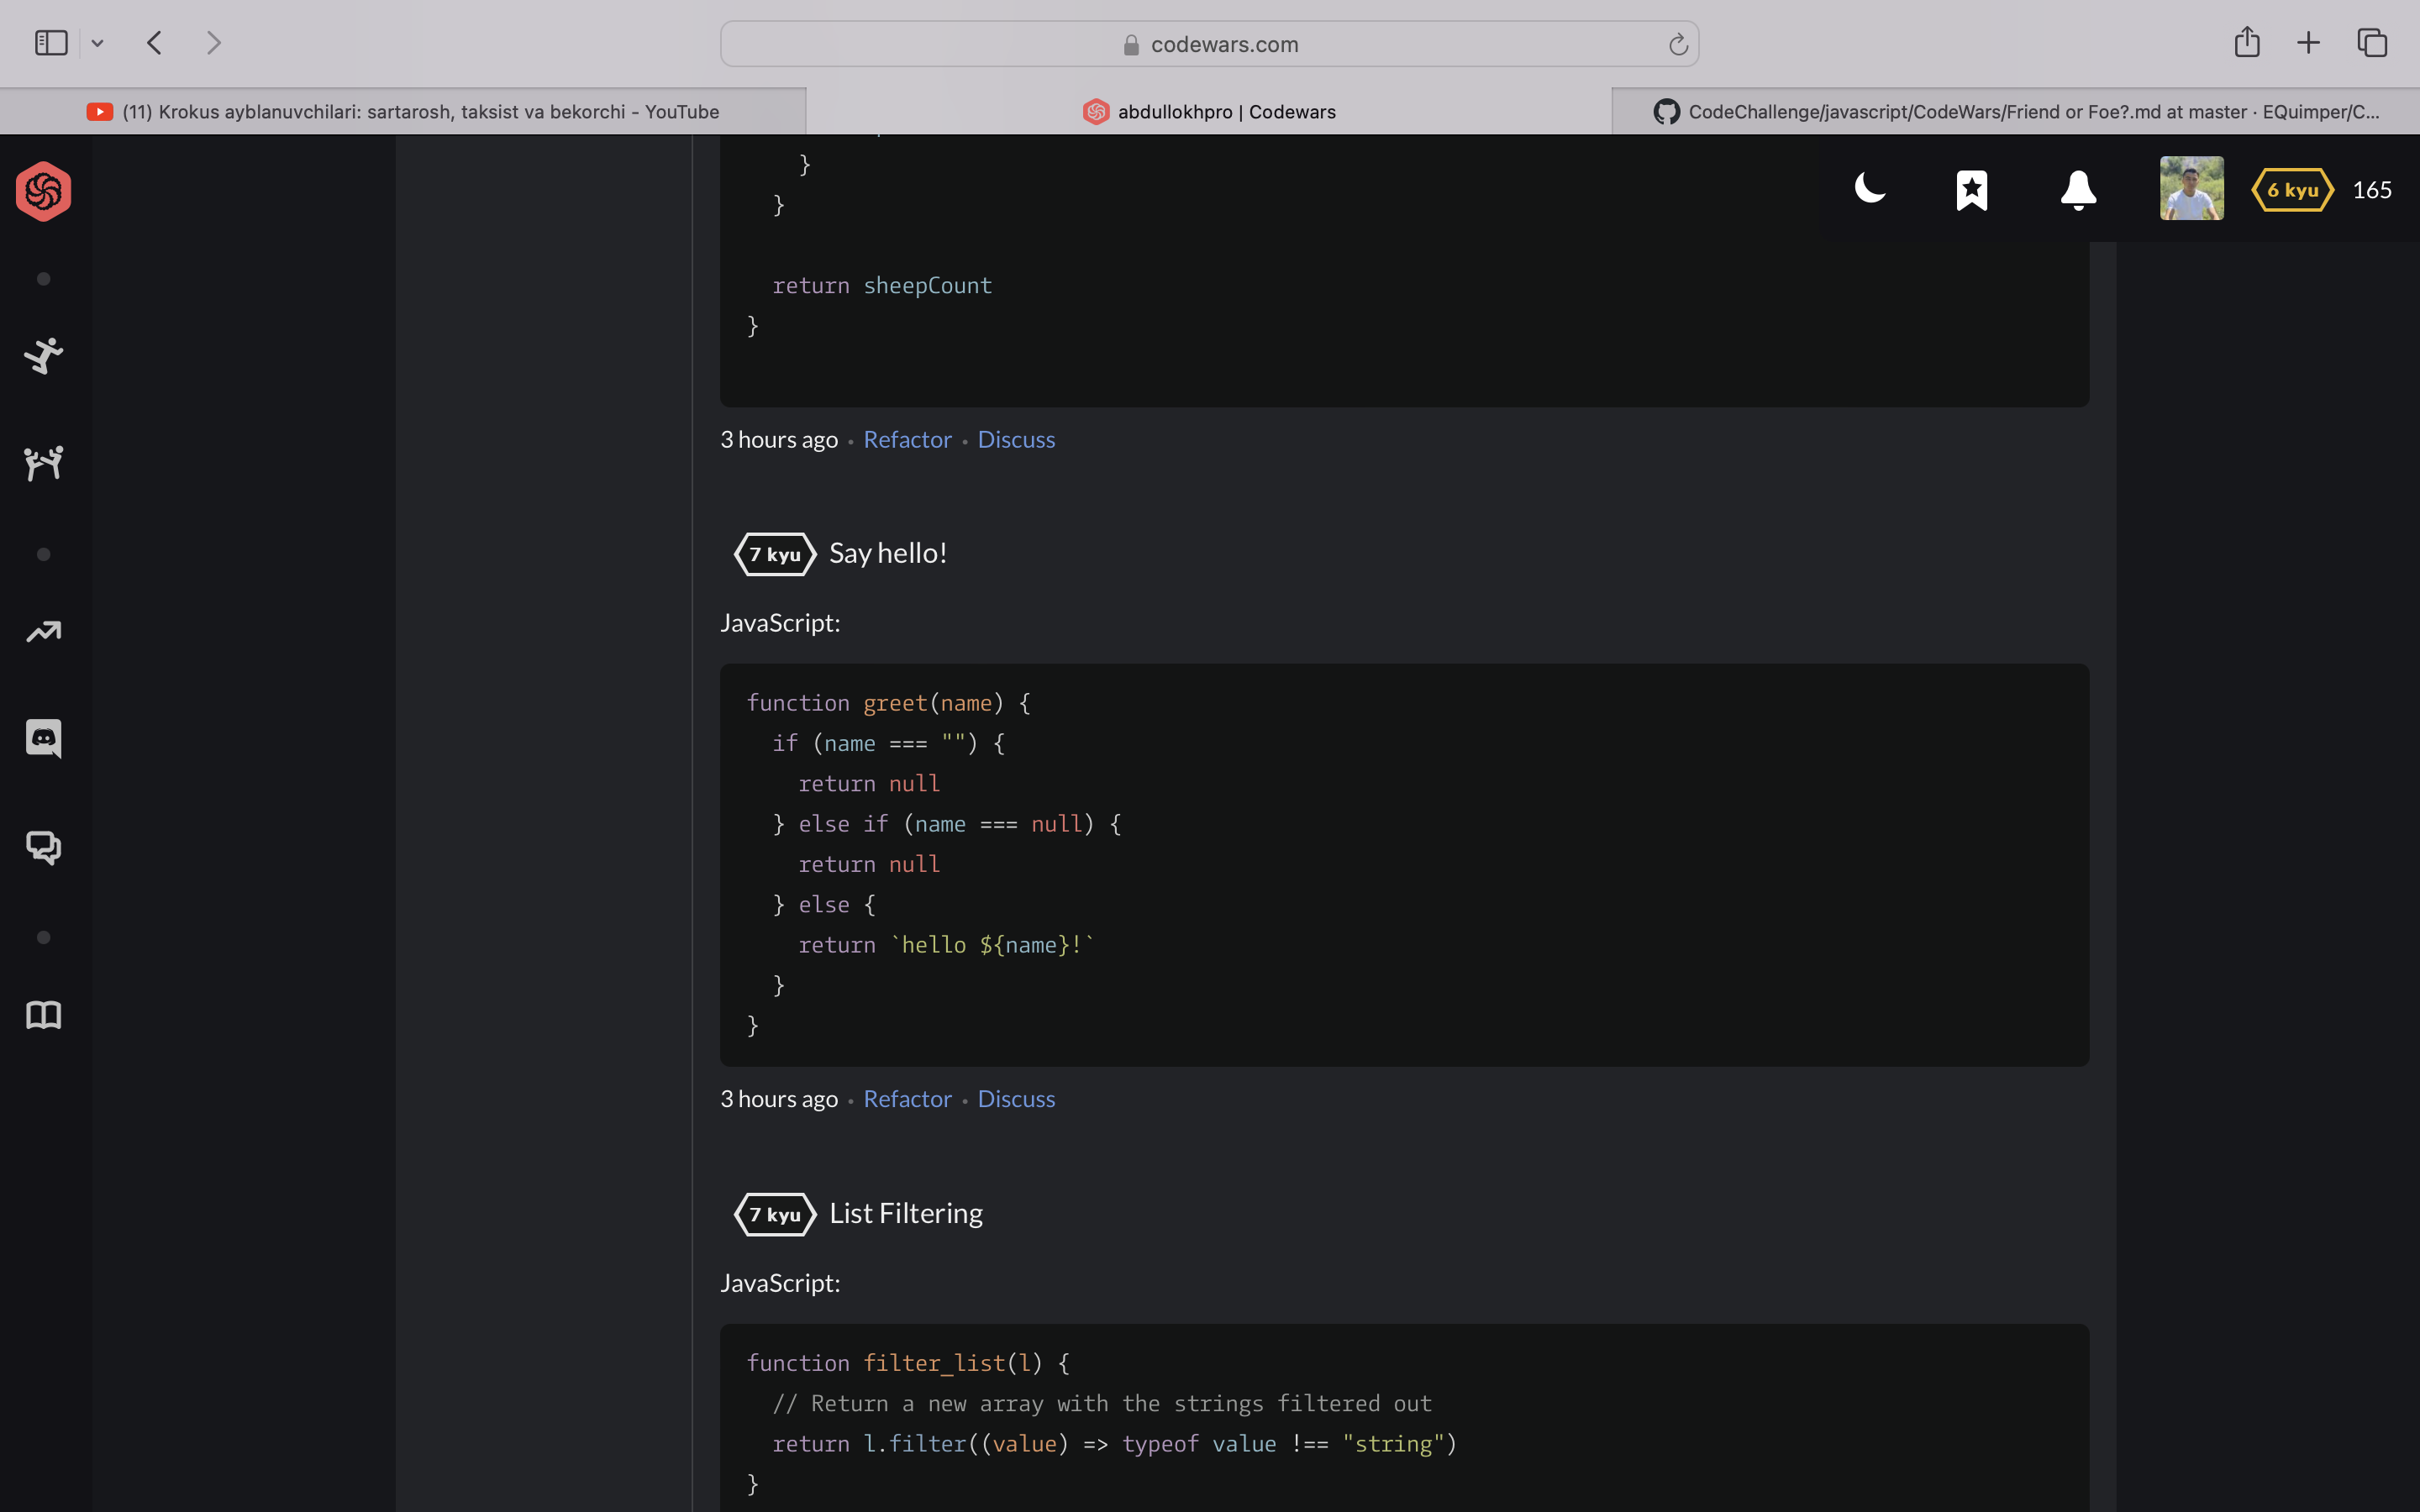 codewars.com
(11) Krokus ayblanuvchilari: sartarosh, taksist va bekorchi - YouTube
abdullokhpro | Codewars
CodeChallenge/javascript/CodeWars/Friend or Foe?.md at master · EQuimper/C...
6 kyu 165
}
}
return sheepCount
}
3 hours ago • Refactor • Discuss
7 kyu Say hello!
JavaScript:
function greet(name) {
if (name === "") {
return null
} else if (name === null) {
return null
} else {
return `hello ${name}!`
}
}
3 hours ago • Refactor • Discuss
7 kyu List Filtering
JavaScript:
function filter_list(l) {
// Return a new array with the strings filtered out
return l.filter((value) => typeof value !== "string")
}